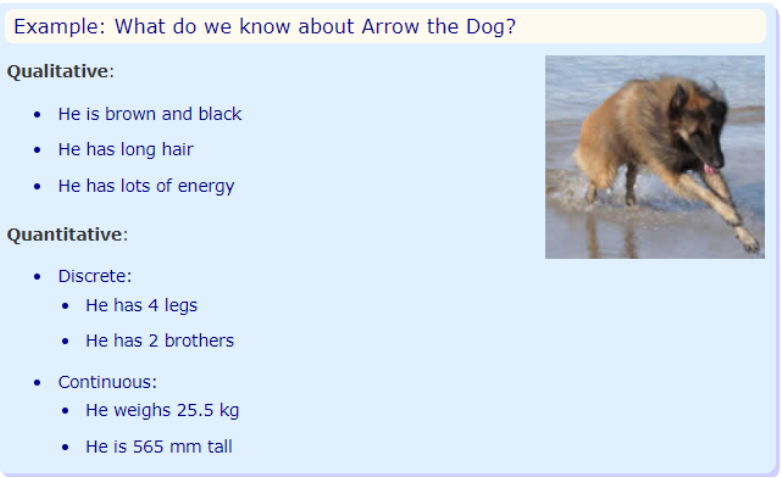 Example: What do we know about Arrow the Dog?
Qualitative:
He is brown and black
He has long hair
He has lots of energy
Quantitative:
Discrete:
He has 4 legs
He has 2 brothers
Continuous:
He weighs 25.5 kg
He is 565 mm tall